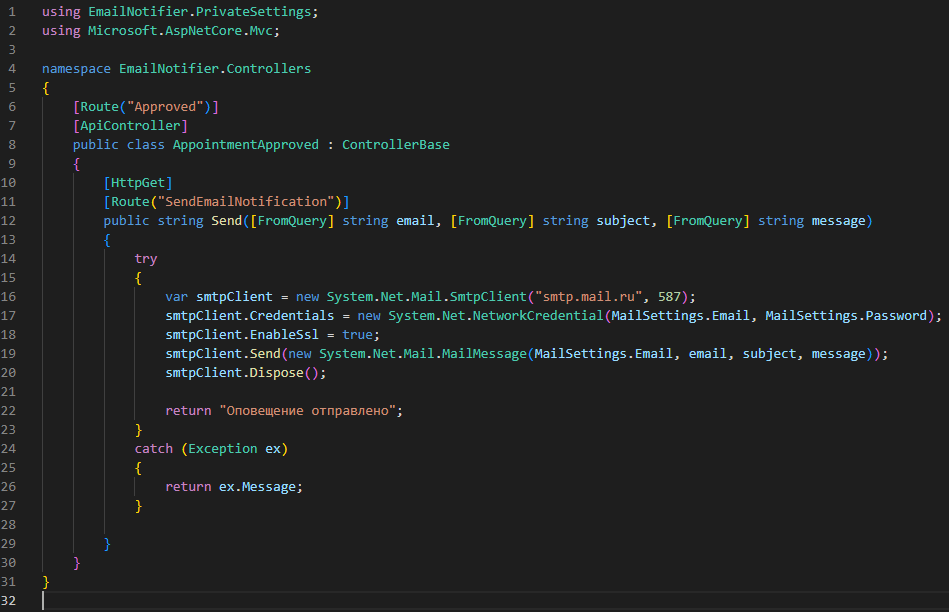 1 using EmailNotifier.PrivateSettings;
2 using Microsoft.AspNetCore.Mvc;
3
4 namespace EmailNotifier.Controllers
5 {
6     [Route("Approved")]
7     [ApiController]
8     public class AppointmentApproved : ControllerBase
9     {
10         [HttpGet]
11         [Route("SendEmailNotification")]
12         public string Send([FromQuery] string email, [FromQuery] string subject, [FromQuery] string message)
13         {
14             try
15             {
16                 var smtpClient = new System.Net.Mail.SmtpClient("smtp.mail.ru", 587);
17                 smtpClient.Credentials = new System.Net.NetworkCredential(MailSettings.Email, MailSettings.Password);
18                 smtpClient.EnableSsl = true;
19                 smtpClient.Send(new System.Net.Mail.MailMessage(MailSettings.Email, email, subject, message));
20                 smtpClient.Dispose();
21
22                 return "Оповещение отправлено";
23             }
24             catch (Exception ex)
25             {
26                 return ex.Message;
27             }
28
29         }
30     }
31 }
32